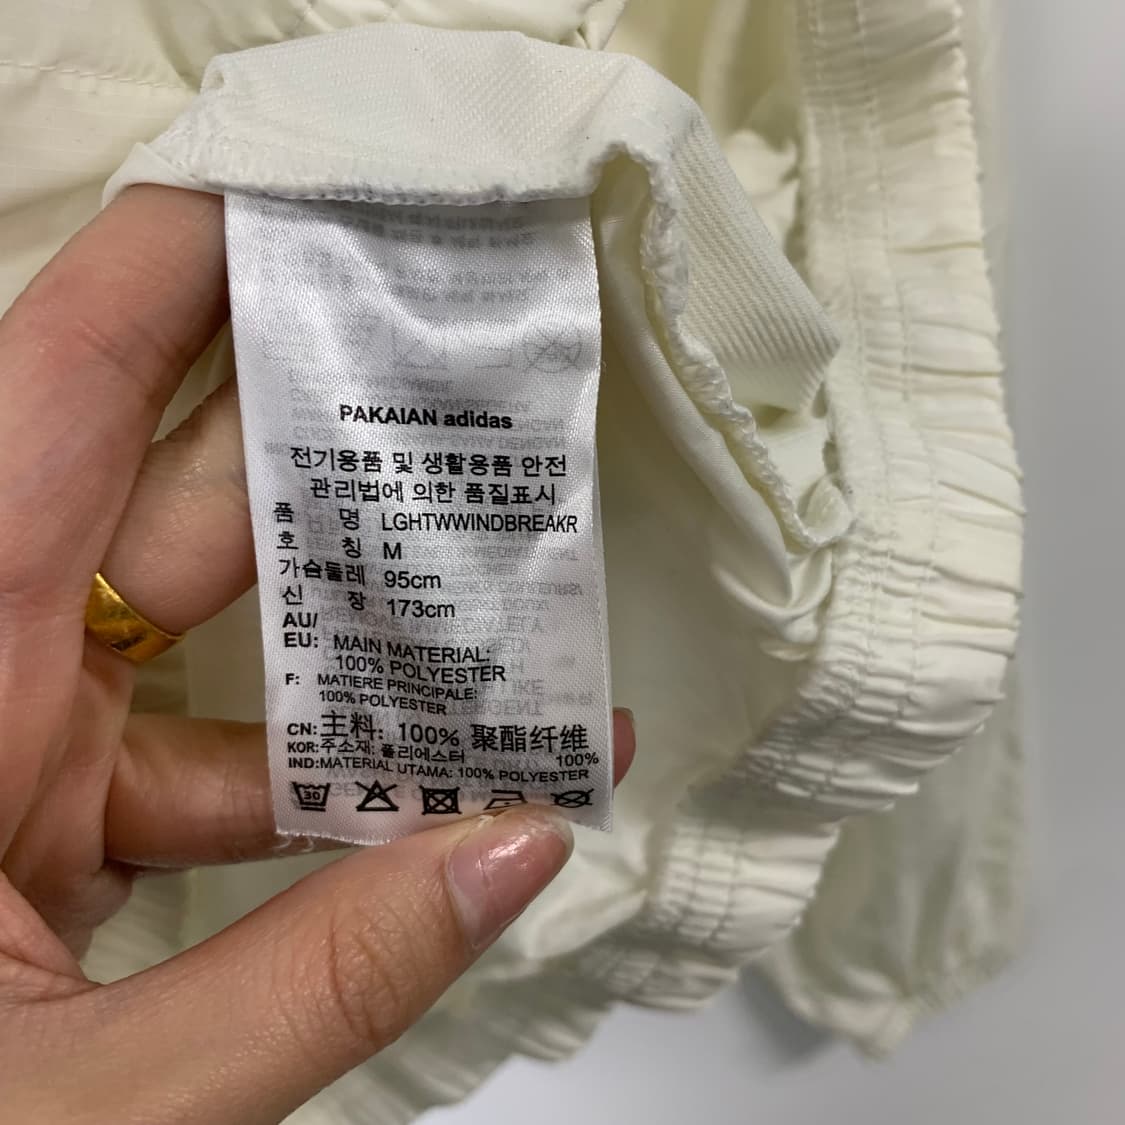 PAKAIAN adidas
전기용품 및 생활용품 안전
관리법에 의한 품질표시
품 명 LGHTWWINDBREAKR
호 칭 M
가슴둘레 95cm
신 장 173cm
AU/
EU: MAIN MATERIAL:
100% POLYESTER
F: MATIERE PRINCIPALE:
100% POLYESTER
CN:主料: 100% 聚酯纤维
KOR:주소재: 폴리에스터 100%
IND:MATERIAL UTAMA: 100% POLYESTER
30